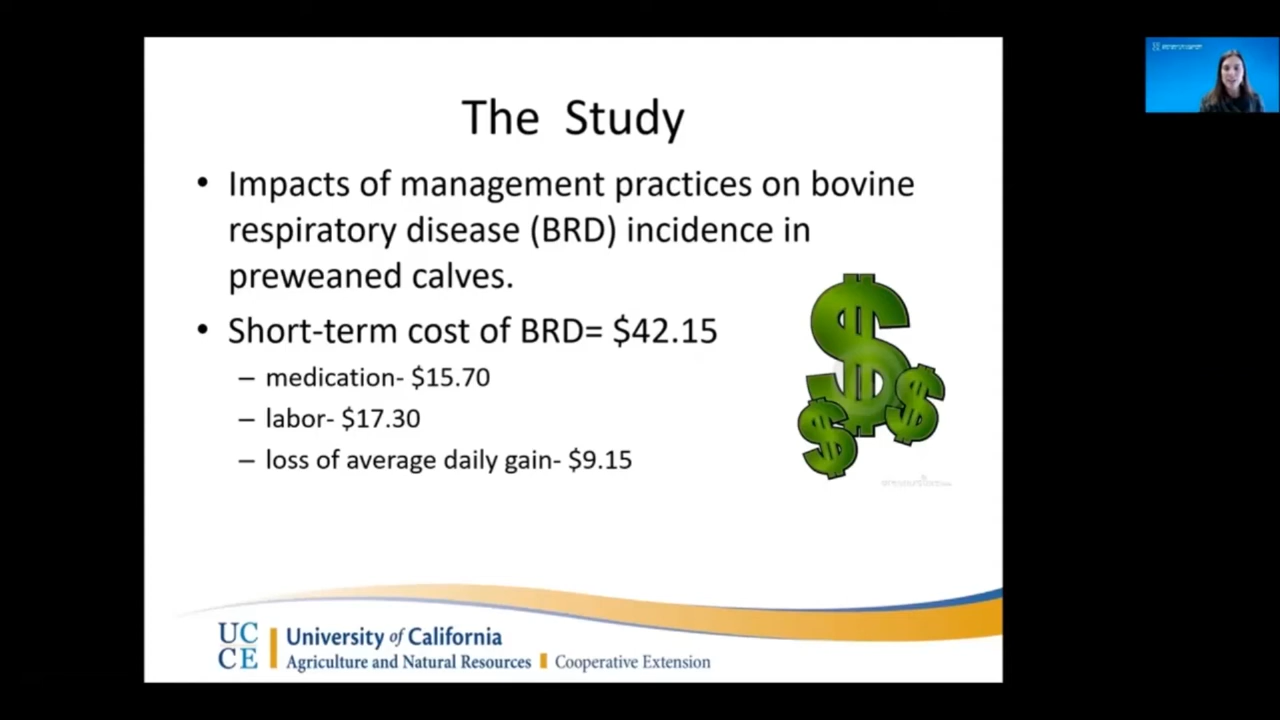 The Study
• Impacts of management practices on bovine
respiratory disease (BRD) incidence in
preweaned calves.
• Short-term cost of BRD= $42.15
– medication- $15.70
– labor- $17.30
– loss of average daily gain- $9.15
UC
CE
University of California
Agriculture and Natural Resources
Cooperative Extension